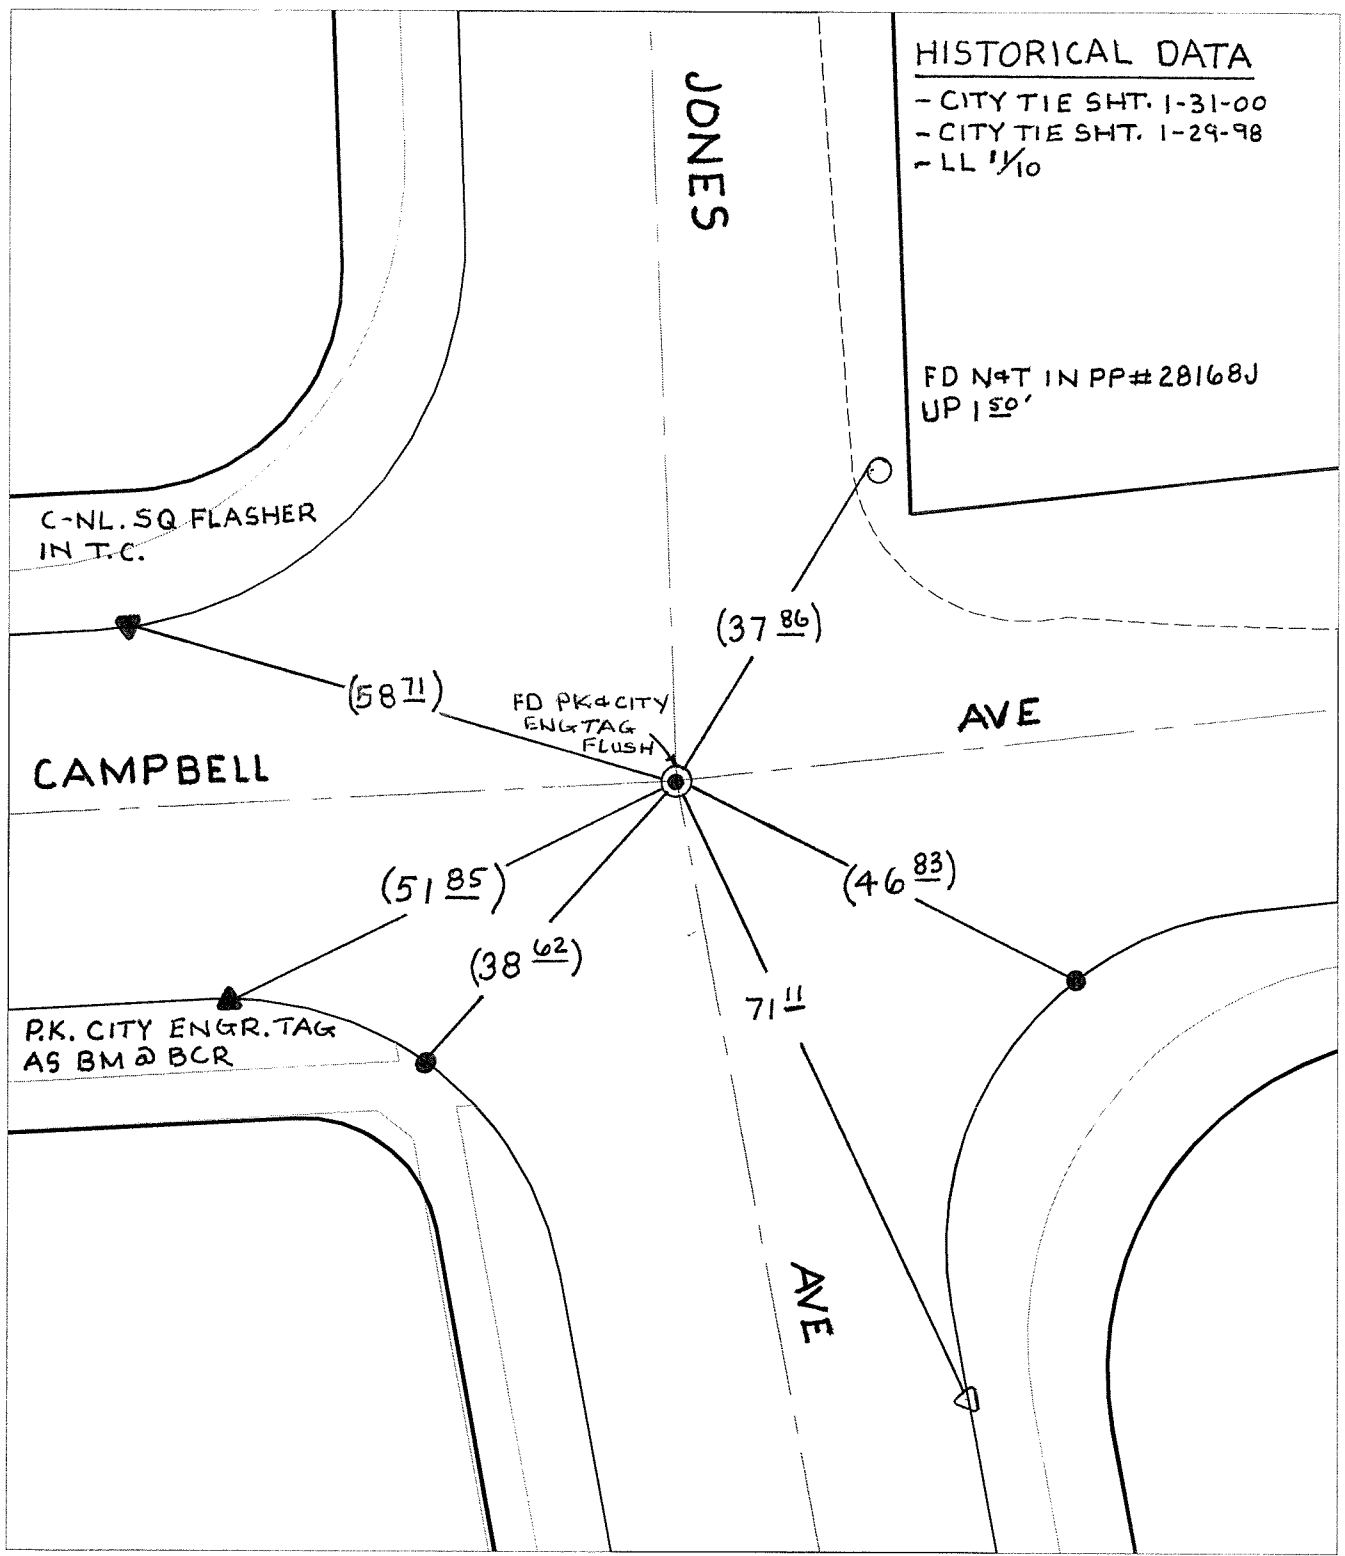 HISTORICAL DATA
- CITY TIE SHT. 1-31-00
- CITY TIE SHT. 1-29-98
- LL 11/10
JONES
FD N&T IN PP#28168J
UP 1 50'
C-NL. SQ FLASHER
IN T.C.
(37 86)
(58 71)
FD PK & CITY
ENG TAG
FLUSH
AVE
CAMPBELL
(51 85)
(46 83)
(38 62)
71 11
P.K. CITY ENGR. TAG
AS BM @ BCR
AVE